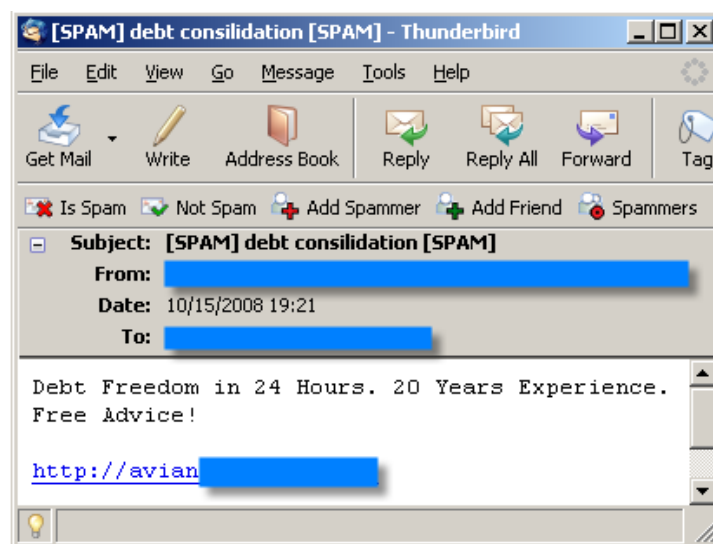 [SPAM] debt consilidation [SPAM] - Thunderbird
File Edit View Go Message Tools Help
Get Mail Write Address Book Reply Reply All Forward Tag
Is Spam Not Spam Add Spammer Add Friend Spammers
Subject: [SPAM] debt consilidation [SPAM]
From:
Date: 10/15/2008 19:21
To:
Debt Freedom in 24 Hours. 20 Years Experience.
Free Advice!
http://avian